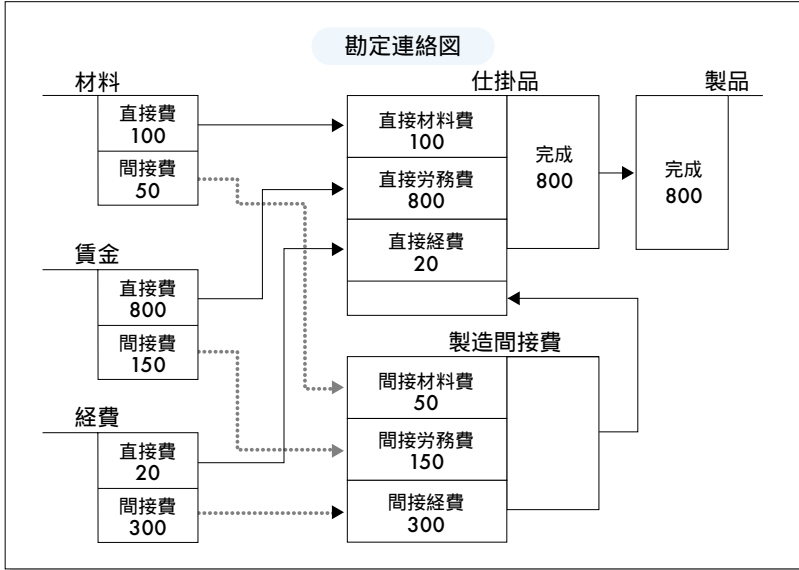 勘定連絡図
材料
直接費
100
間接費
50
賃金
直接費
800
間接費
150
経費
直接費
20
間接費
300
仕掛品
直接材料費
100
直接労務費
800
直接経費
20
完成
800
製造間接費
間接材料費
50
間接労務費
150
間接経費
300
製品
完成
800